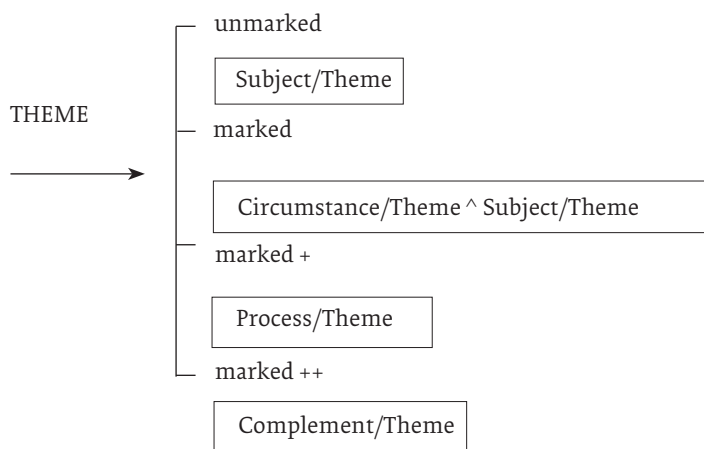 unmarked
Subject/Theme
THEME
marked
Circumstance/Theme ^ Subject/Theme
marked +
Process/Theme
marked ++
Complement/Theme